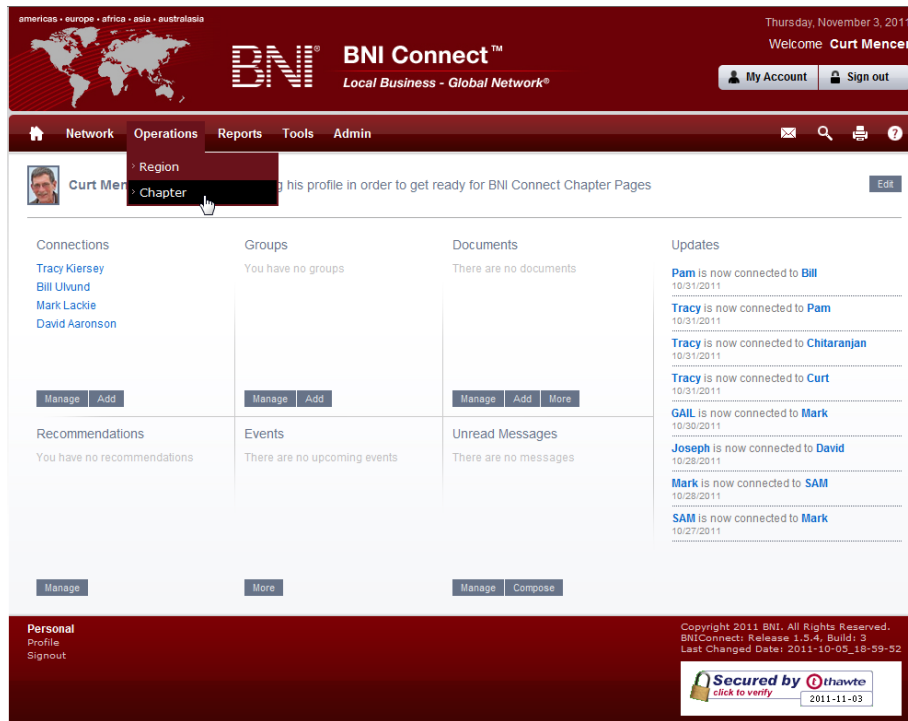 americas • europe • africa • asia • australasia
Thursday, November 3, 2011
Welcome Curt Mencer
BNI®
BNI Connect™
Local Business - Global Network®
My Account
Sign out
Network Operations Reports Tools Admin
Region
Chapter
Curt Men
his profile in order to get ready for BNI Connect Chapter Pages
Edit
Connections
Tracy Kiersey
Bill Ulvund
Mark Lackie
David Aaronson
Manage Add
Groups
You have no groups
Manage Add
Documents
There are no documents
Manage Add More
Updates
Pam is now connected to Bill
10/31/2011
Tracy is now connected to Pam
10/31/2011
Tracy is now connected to Chitaranjan
10/31/2011
Tracy is now connected to Curt
10/31/2011
GAIL is now connected to Mark
10/30/2011
Joseph is now connected to David
10/28/2011
Mark is now connected to SAM
10/28/2011
SAM is now connected to Mark
10/27/2011
Recommendations
You have no recommendations
Manage
Events
There are no upcoming events
More
Unread Messages
There are no messages
Manage Compose
Personal
Profile
Signout
Copyright 2011 BNI. All Rights Reserved.
BNIConnect: Release 1.5.4, Build: 3
Last Changed Date: 2011-10-05_18-59-52
Secured by thawte
click to verify
2011-11-03